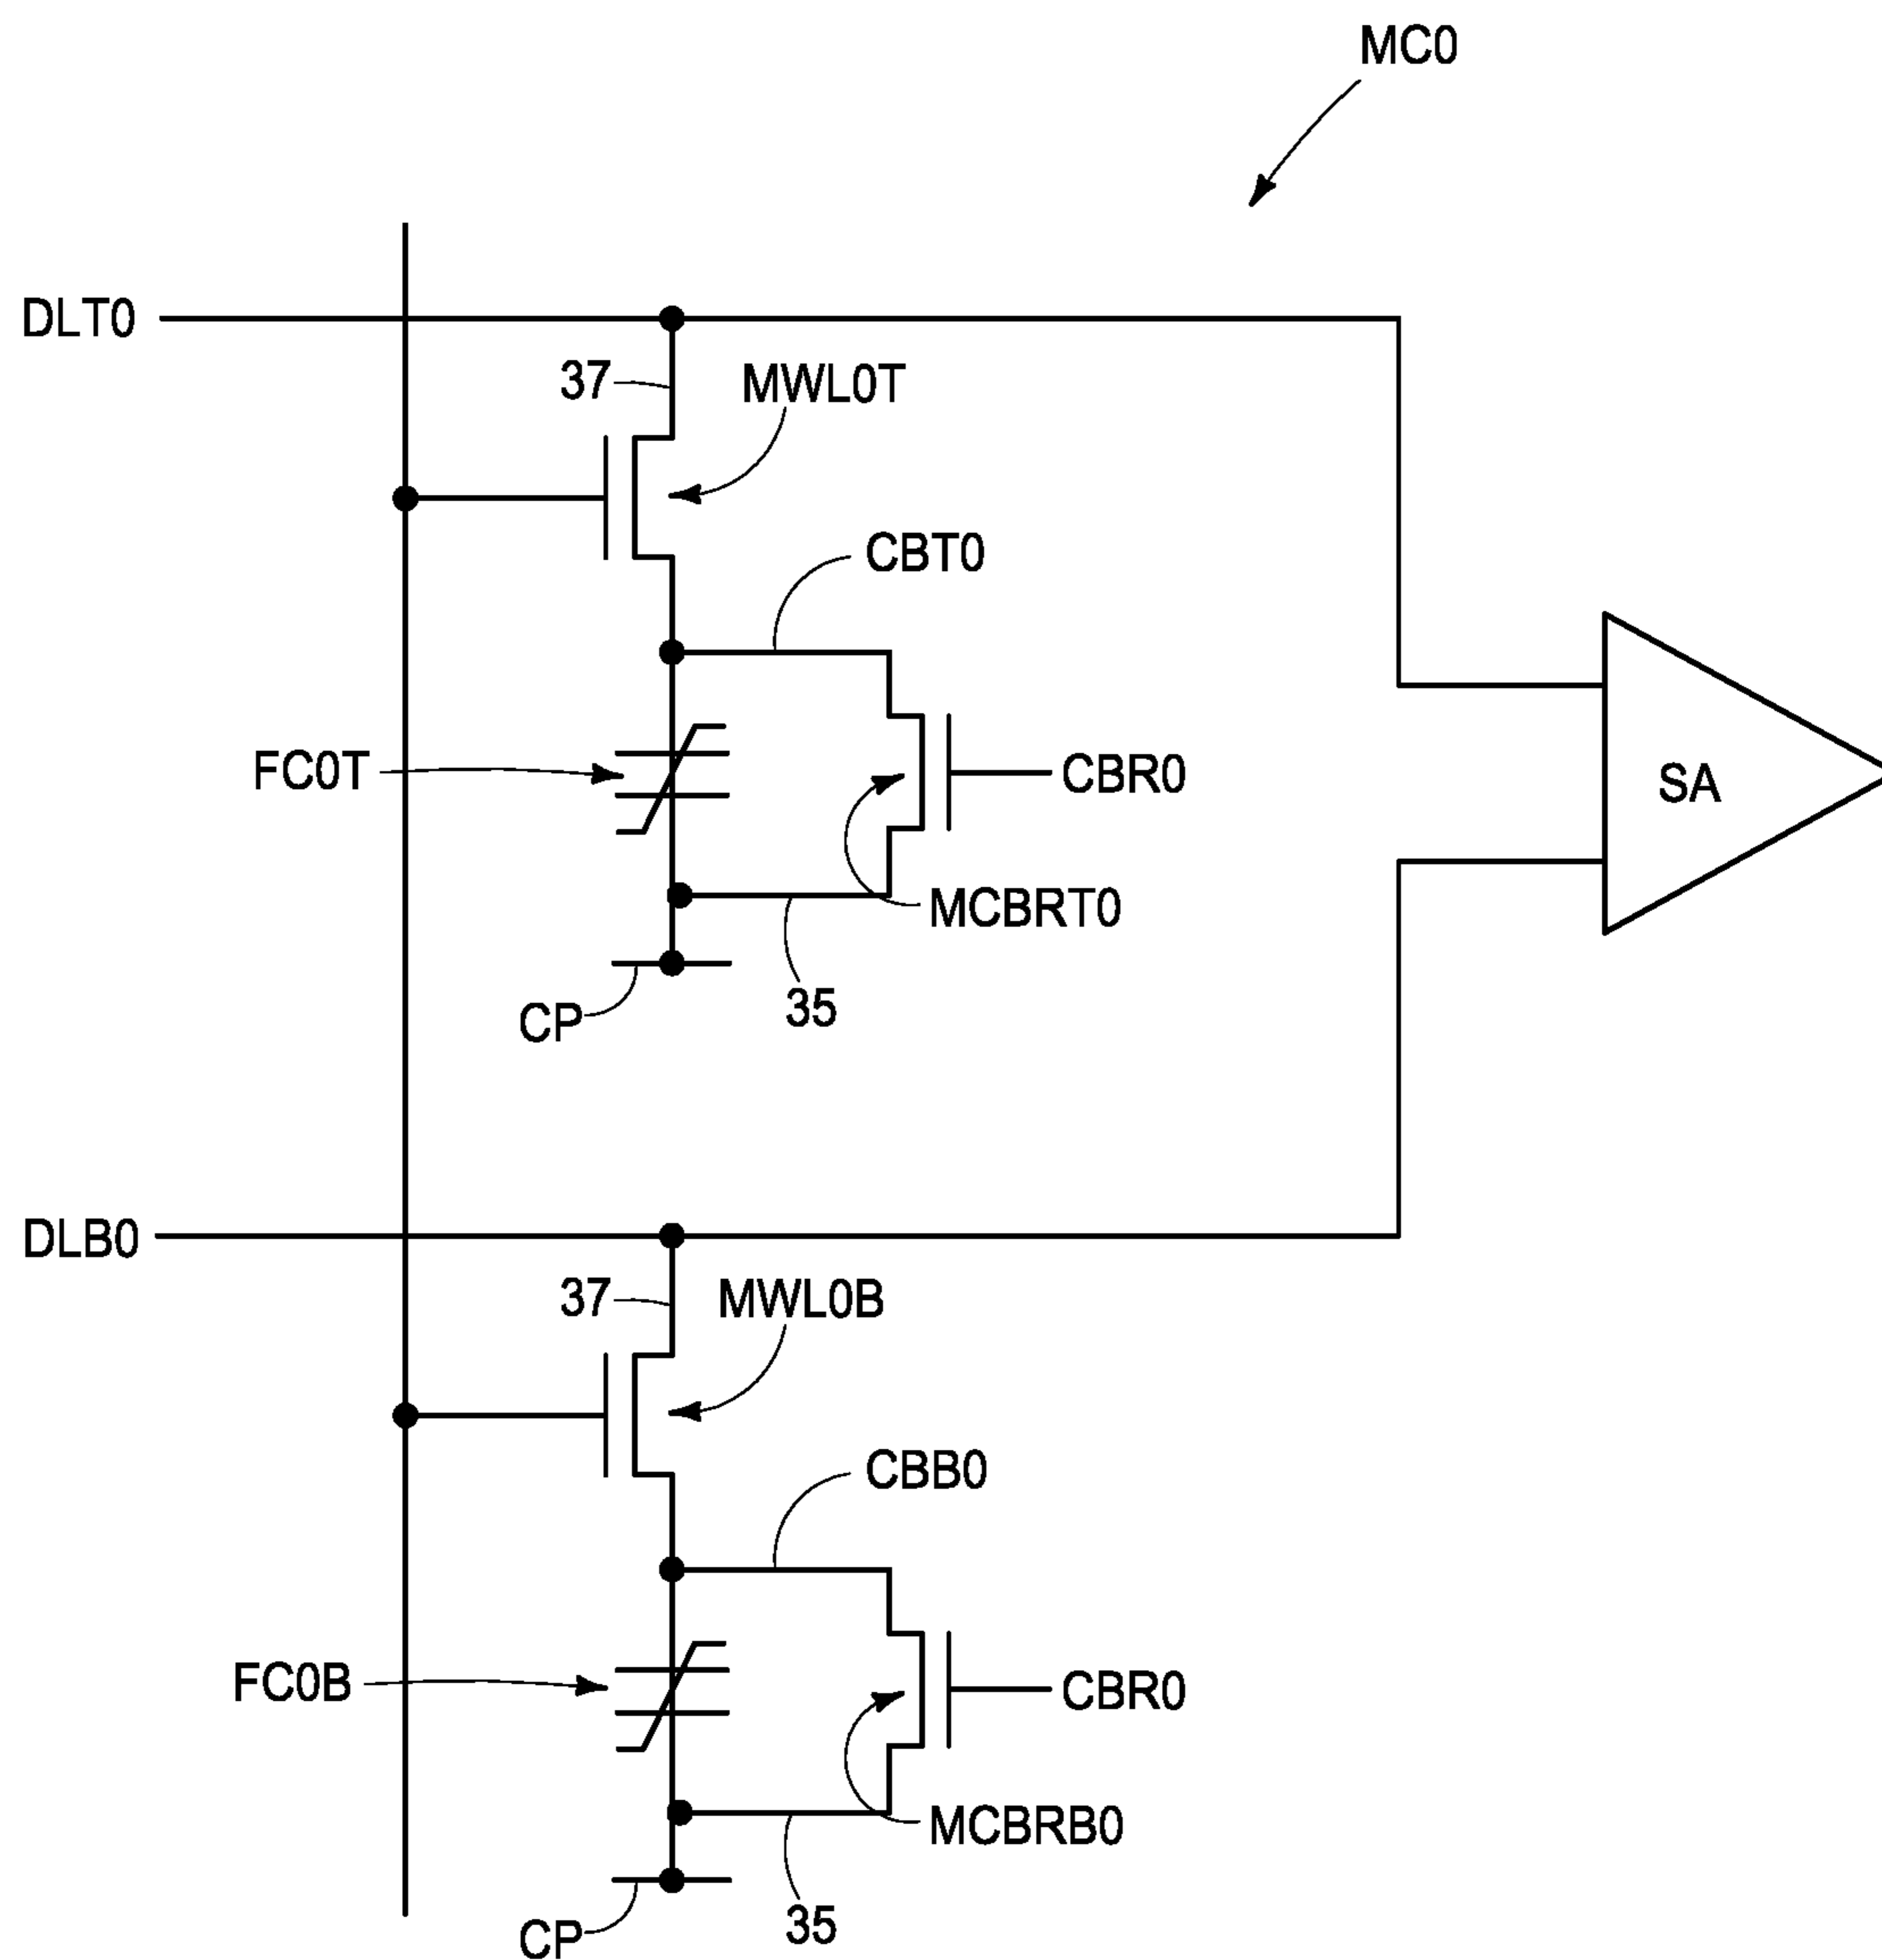 MC0
DLT0
37
MWL0T
CBT0
FC0T
CBR0
SA
MCBRT0
CP
35
DLB0
37
MWL0B
CBB0
FC0B
CBR0
MCBRB0
CP
35